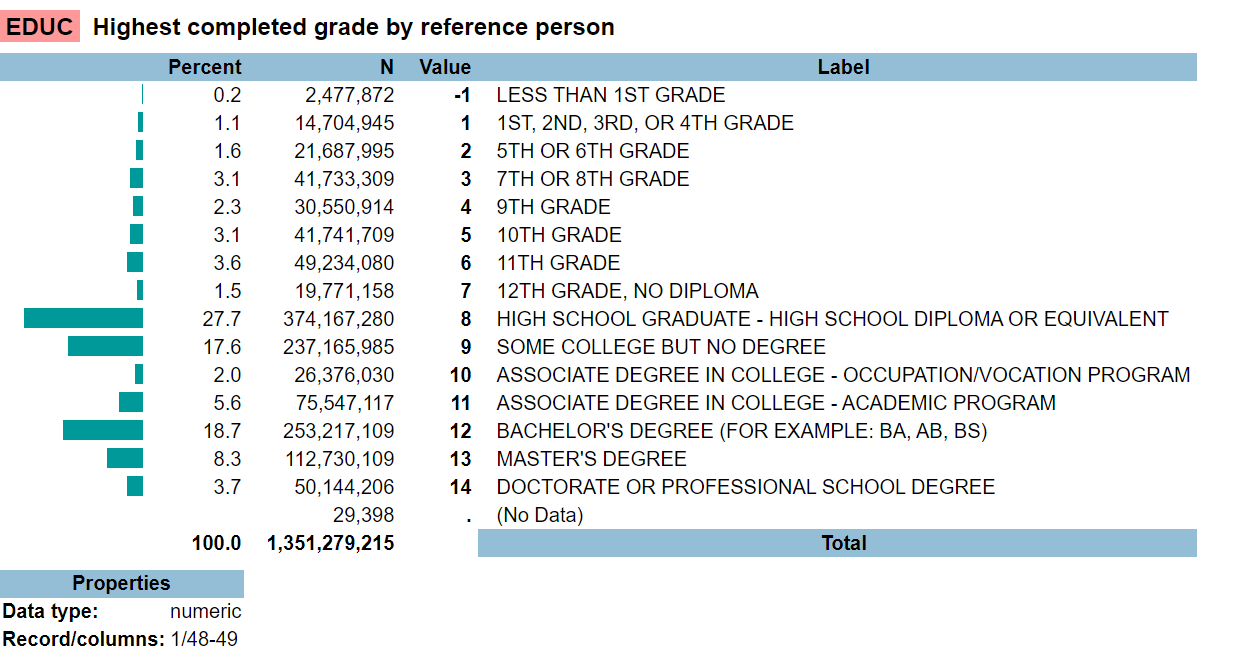 EDUC Highest completed grade by reference person
Percent N Value Label
0.2 2,477,872 -1 LESS THAN 1ST GRADE
1.1 14,704,945 1 1ST, 2ND, 3RD, OR 4TH GRADE
1.6 21,687,995 2 5TH OR 6TH GRADE
3.1 41,733,309 3 7TH OR 8TH GRADE
2.3 30,550,914 4 9TH GRADE
3.1 41,741,709 5 10TH GRADE
3.6 49,234,080 6 11TH GRADE
1.5 19,771,158 7 12TH GRADE, NO DIPLOMA
27.7 374,167,280 8 HIGH SCHOOL GRADUATE - HIGH SCHOOL DIPLOMA OR EQUIVALENT
17.6 237,165,985 9 SOME COLLEGE BUT NO DEGREE
2.0 26,376,030 10 ASSOCIATE DEGREE IN COLLEGE - OCCUPATION/VOCATION PROGRAM
5.6 75,547,117 11 ASSOCIATE DEGREE IN COLLEGE - ACADEMIC PROGRAM
18.7 253,217,109 12 BACHELOR'S DEGREE (FOR EXAMPLE: BA, AB, BS)
8.3 112,730,109 13 MASTER'S DEGREE
3.7 50,144,206 14 DOCTORATE OR PROFESSIONAL SCHOOL DEGREE
29,398 . (No Data)
100.0 1,351,279,215 Total
Properties
Data type: numeric
Record/columns: 1/48-49